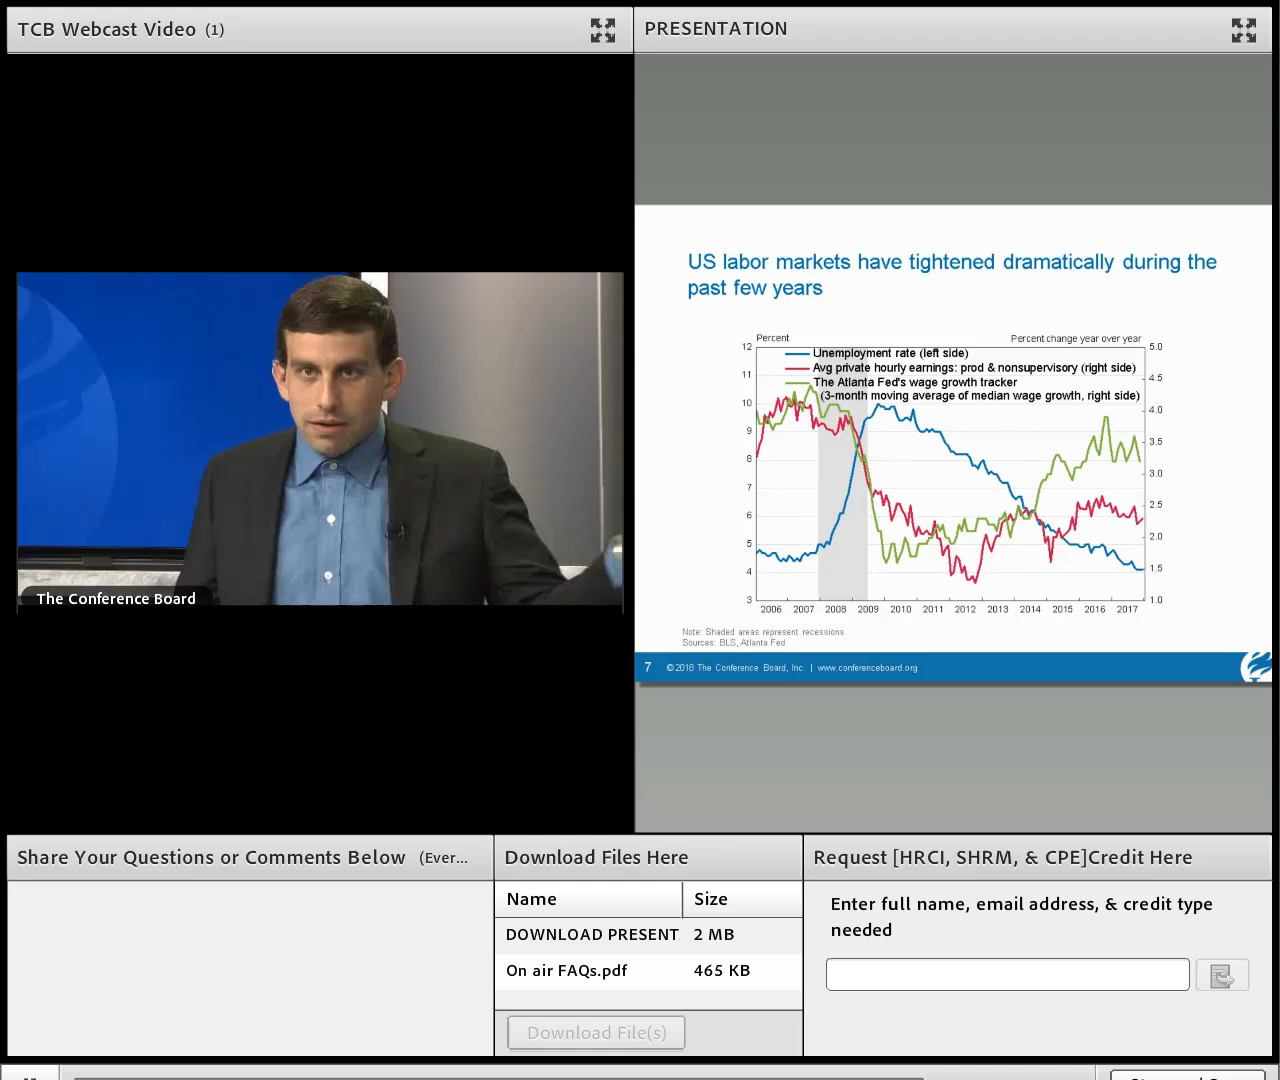 TCB Webcast Video (1)
PRESENTATION
The Conference Board
US labor markets have tightened dramatically during the
past few years
Percent
Percent change year over year
12
11
10
9
8
7
6
5
4
3
Unemployment rate (left side)
Avg private hourly earnings: prod & nonsupervisory (right side)
The Atlanta Fed's wage growth tracker
(3-month moving average of median wage growth, right side)
5.0
4.5
4.0
3.5
3.0
2.5
2.0
1.5
1.0
2006 2007 2008 2009 2010 2011 2012 2013 2014 2015 2016 2017
Note: Shaded areas represent recessions
Sources: BLS, Atlanta Fed
7 ©2018 The Conference Board, Inc. | www.conferenceboard.org
Share Your Questions or Comments Below (Ever...
Download Files Here
Name Size
DOWNLOAD PRESENT 2 MB
On air FAQs.pdf 465 KB
Download File(s)
Request [HRCI, SHRM, & CPE]Credit Here
Enter full name, email address, & credit type
needed